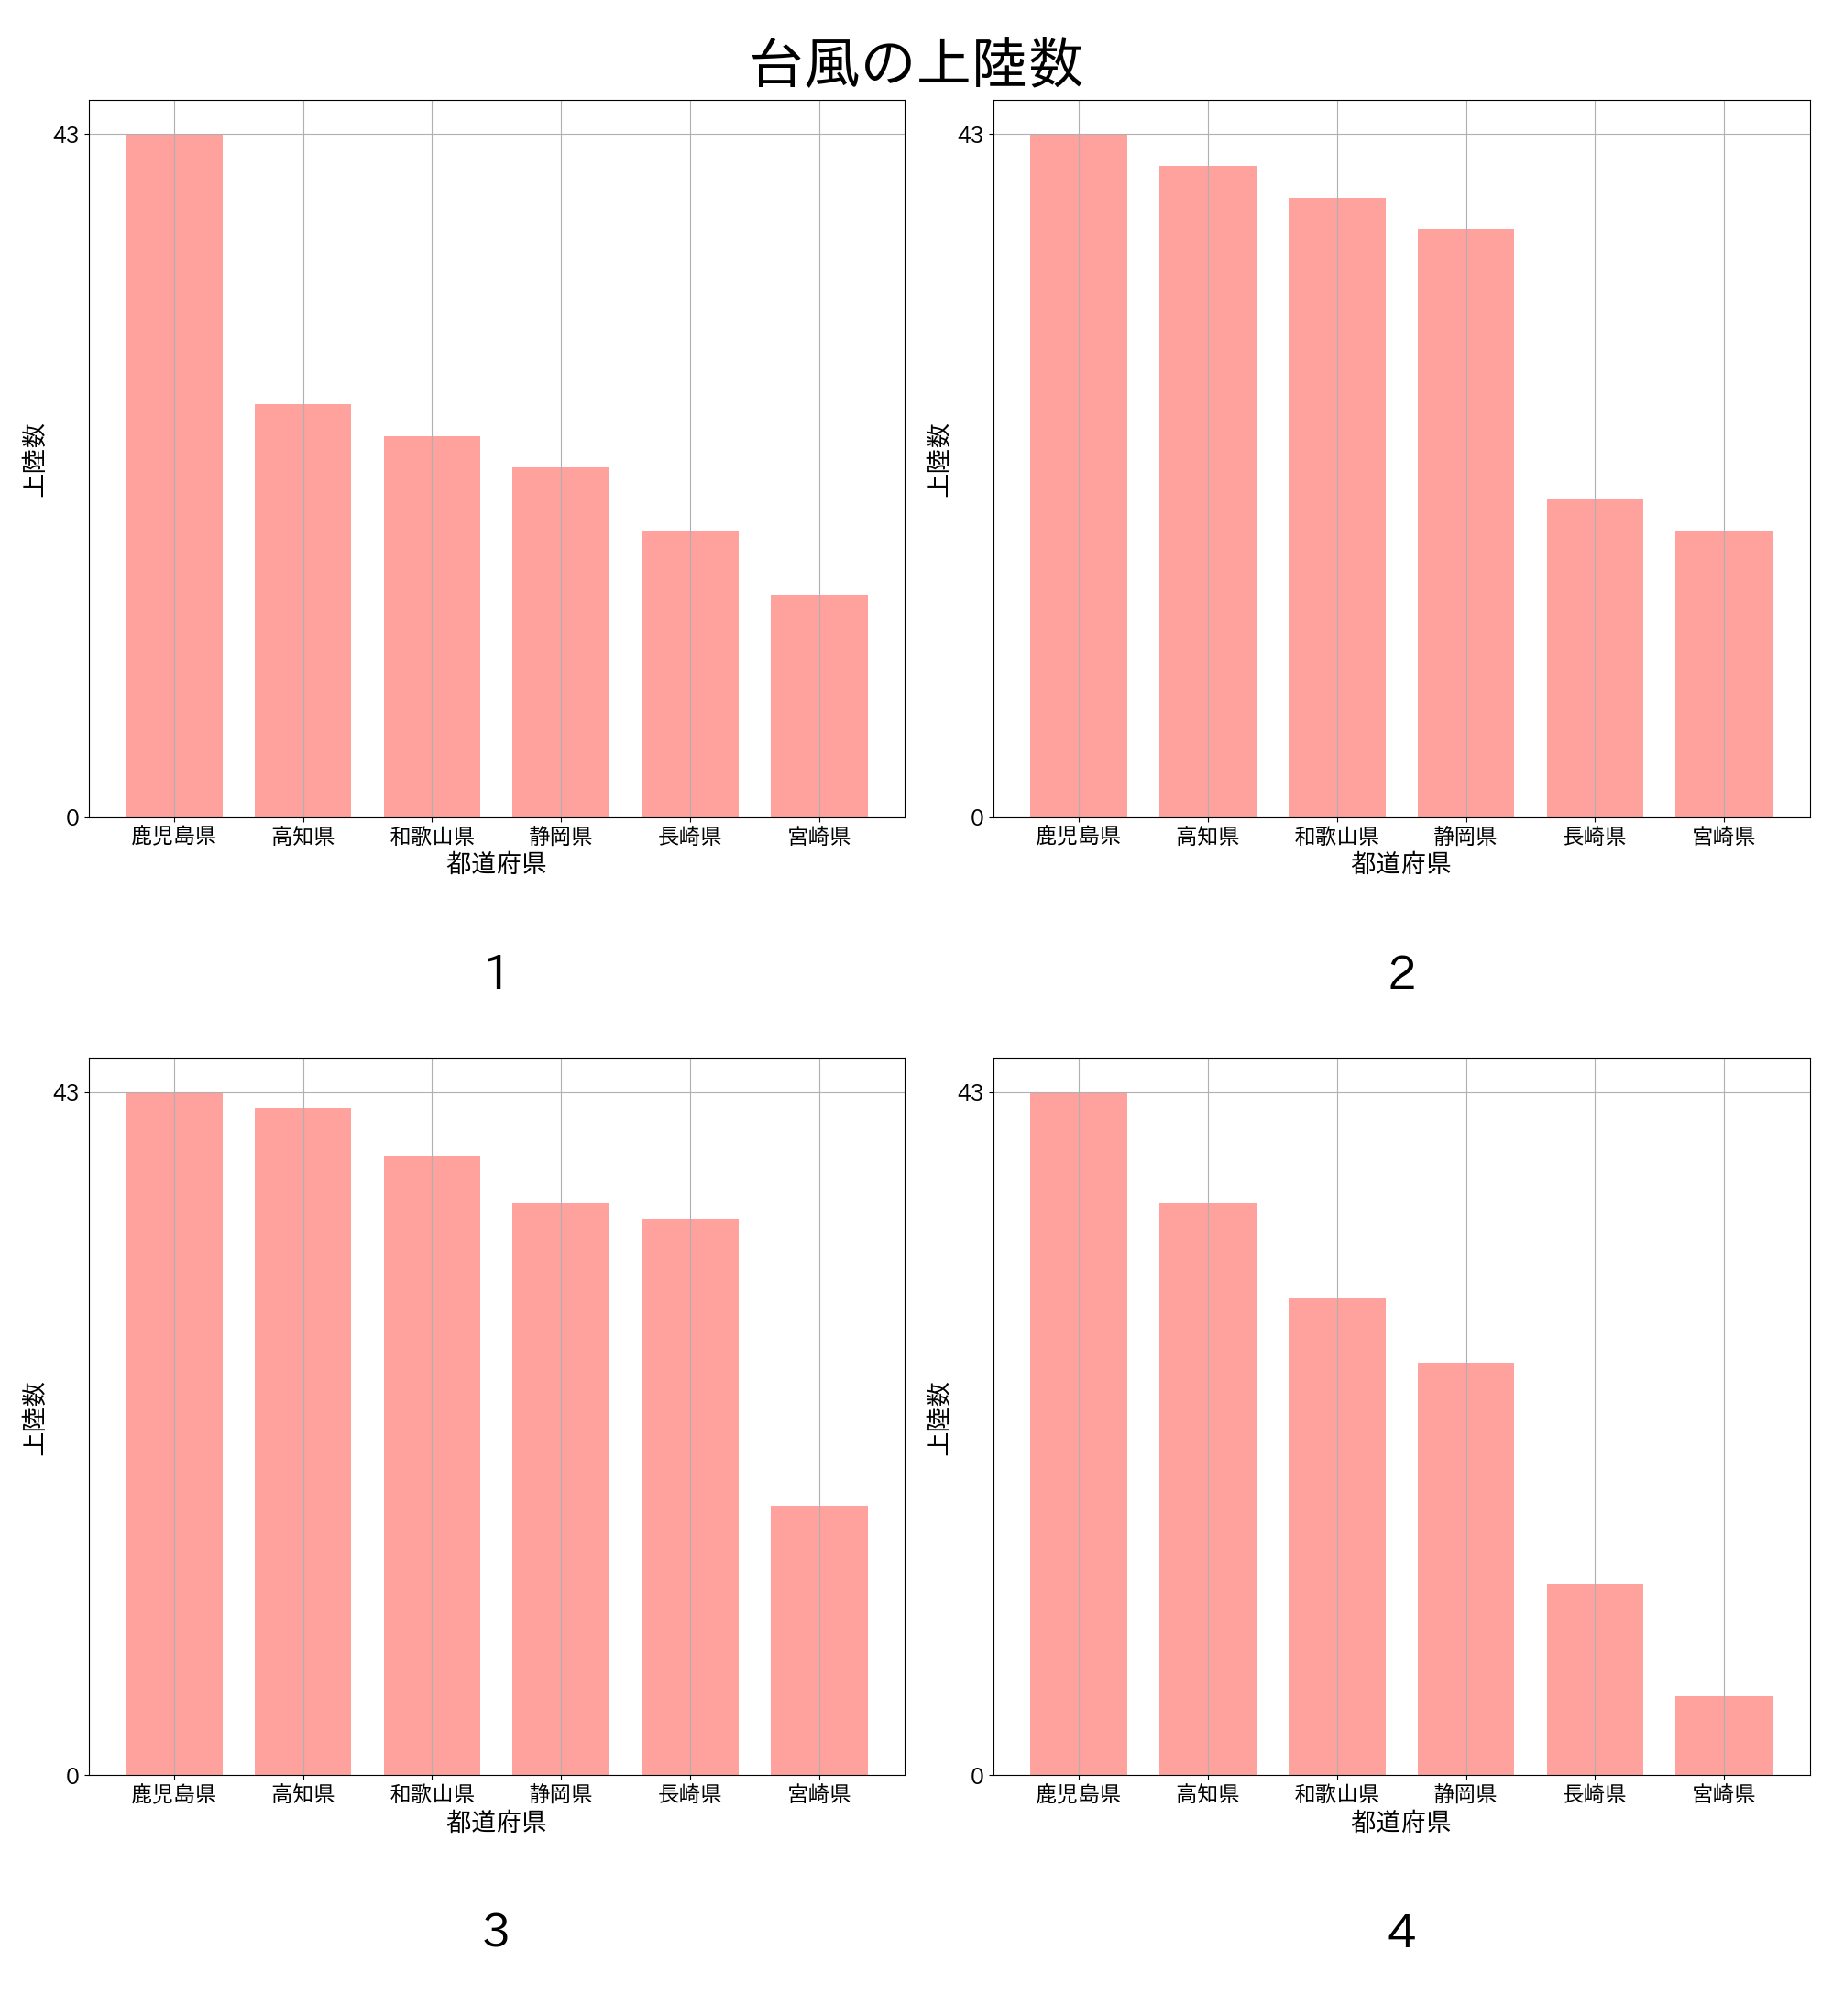 台風の上陸数
43
0
上陸数
鹿児島県 高知県 和歌山県 静岡県 長崎県 宮崎県
都道府県
1
43
0
上陸数
鹿児島県 高知県 和歌山県 静岡県 長崎県 宮崎県
都道府県
2
43
0
上陸数
鹿児島県 高知県 和歌山県 静岡県 長崎県 宮崎県
都道府県
3
43
0
上陸数
鹿児島県 高知県 和歌山県 静岡県 長崎県 宮崎県
都道府県
4